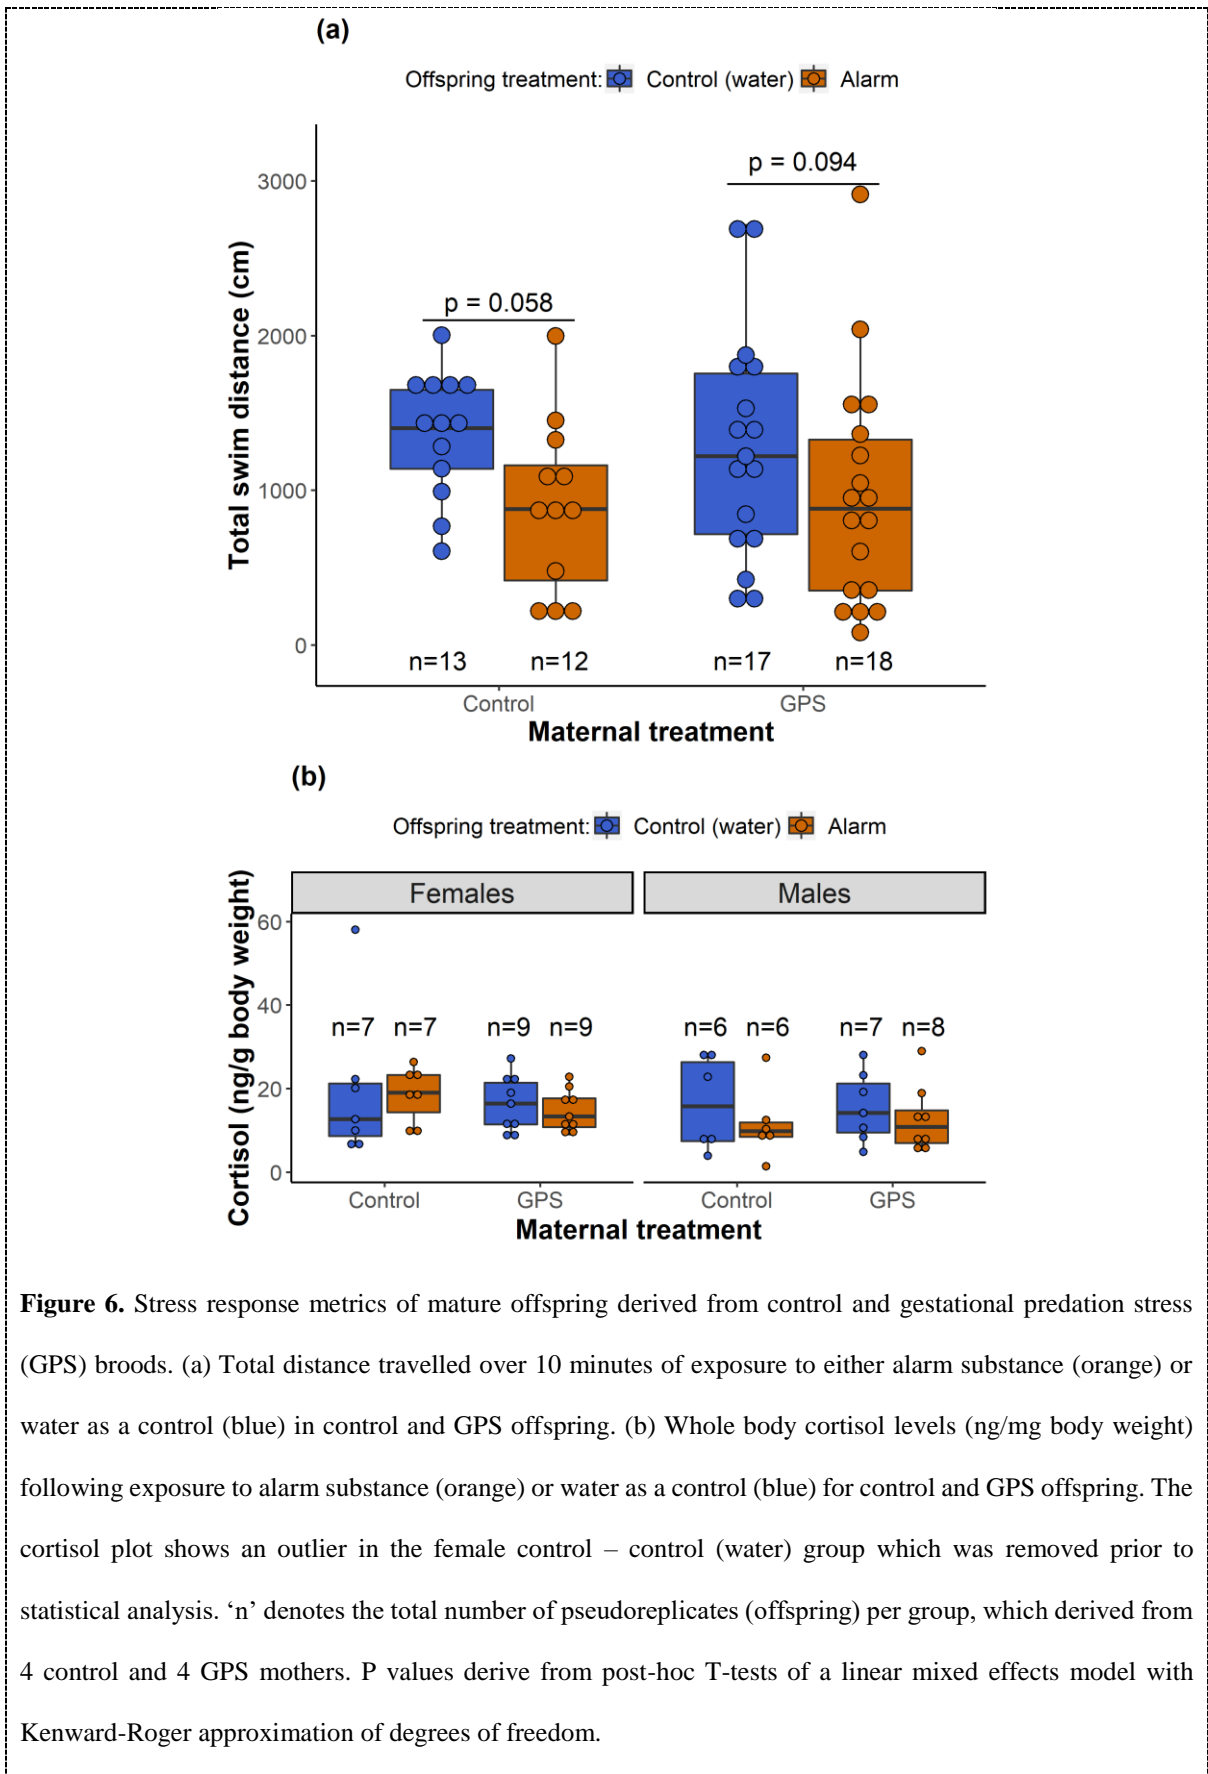 (a)
Offspring treatment: Control (water) Alarm
Total swim distance (cm)
3000
2000
1000
0
p = 0.058
p = 0.094
n=13 n=12 n=17 n=18
Control GPS
Maternal treatment
(b)
Offspring treatment: Control (water) Alarm
Cortisol (ng/g body weight)
Females Males
60
40
20
0
n=7 n=7 n=9 n=9 n=6 n=6 n=7 n=8
Control GPS Control GPS
Maternal treatment
Figure 6. Stress response metrics of mature offspring derived from control and gestational predation stress
(GPS) broods. (a) Total distance travelled over 10 minutes of exposure to either alarm substance (orange) or
water as a control (blue) in control and GPS offspring. (b) Whole body cortisol levels (ng/mg body weight)
following exposure to alarm substance (orange) or water as a control (blue) for control and GPS offspring. The
cortisol plot shows an outlier in the female control – control (water) group which was removed prior to
statistical analysis. ‘n’ denotes the total number of pseudoreplicates (offspring) per group, which derived from
4 control and 4 GPS mothers. P values derive from post-hoc T-tests of a linear mixed effects model with
Kenward-Roger approximation of degrees of freedom.